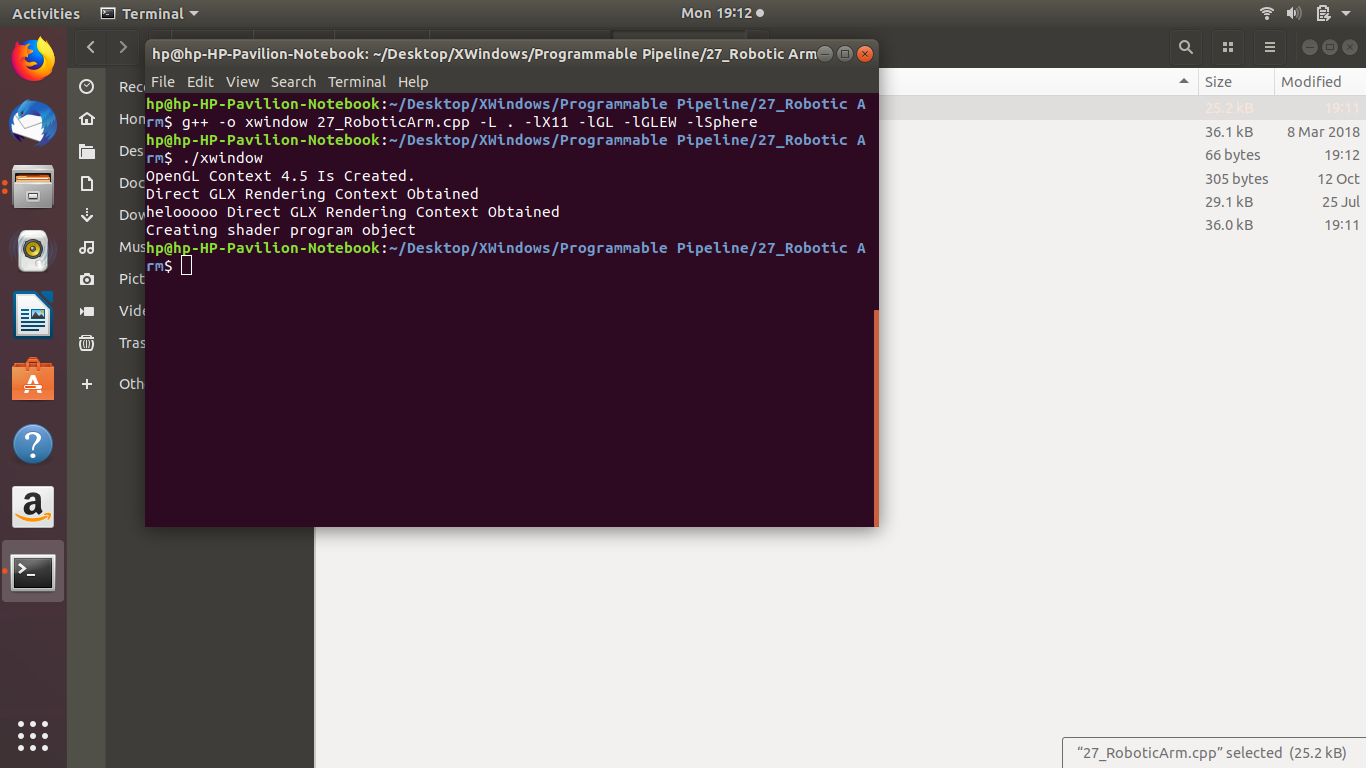 Activities
Terminal
Mon 19:12
hp@hp-HP-Pavilion-Notebook: ~/Desktop/XWindows/Programmable Pipeline/27_Robotic Arm
File Edit View Search Terminal Help
hp@hp-HP-Pavilion-Notebook:~/Desktop/XWindows/Programmable Pipeline/27_Robotic A
rm$ g++ -o xwindow 27_RoboticArm.cpp -L . -lX11 -lGL -lGLEW -lSphere
hp@hp-HP-Pavilion-Notebook:~/Desktop/XWindows/Programmable Pipeline/27_Robotic A
rm$ ./xwindow
OpenGL Context 4.5 Is Created.
Direct GLX Rendering Context Obtained
helooooo Direct GLX Rendering Context Obtained
Creating shader program object
hp@hp-HP-Pavilion-Notebook:~/Desktop/XWindows/Programmable Pipeline/27_Robotic A
rm$
Rec
Hon
Des
Doc
Dov
Mus
Pict
Vide
Tras
Oth
Size Modified
25.2 kB 19:11
36.1 kB 8 Mar 2018
66 bytes 19:12
305 bytes 12 Oct
29.1 kB 25 Jul
36.0 kB 19:11
“27_RoboticArm.cpp” selected (25.2 kB)